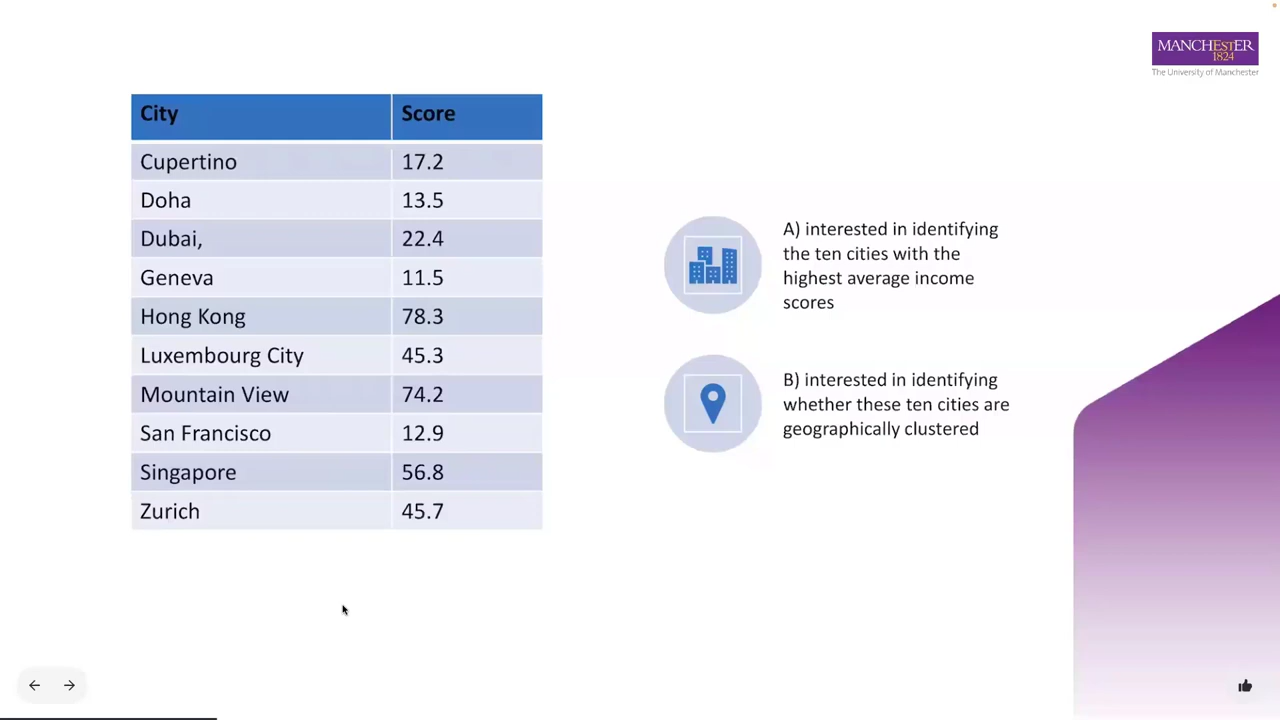 MANCHESTER
1824
The University of Manchester
City Score
Cupertino 17.2
Doha 13.5
Dubai, 22.4
Geneva 11.5
Hong Kong 78.3
Luxembourg City 45.3
Mountain View 74.2
San Francisco 12.9
Singapore 56.8
Zurich 45.7
A) interested in identifying
the ten cities with the
highest average income
scores
B) interested in identifying
whether these ten cities are
geographically clustered